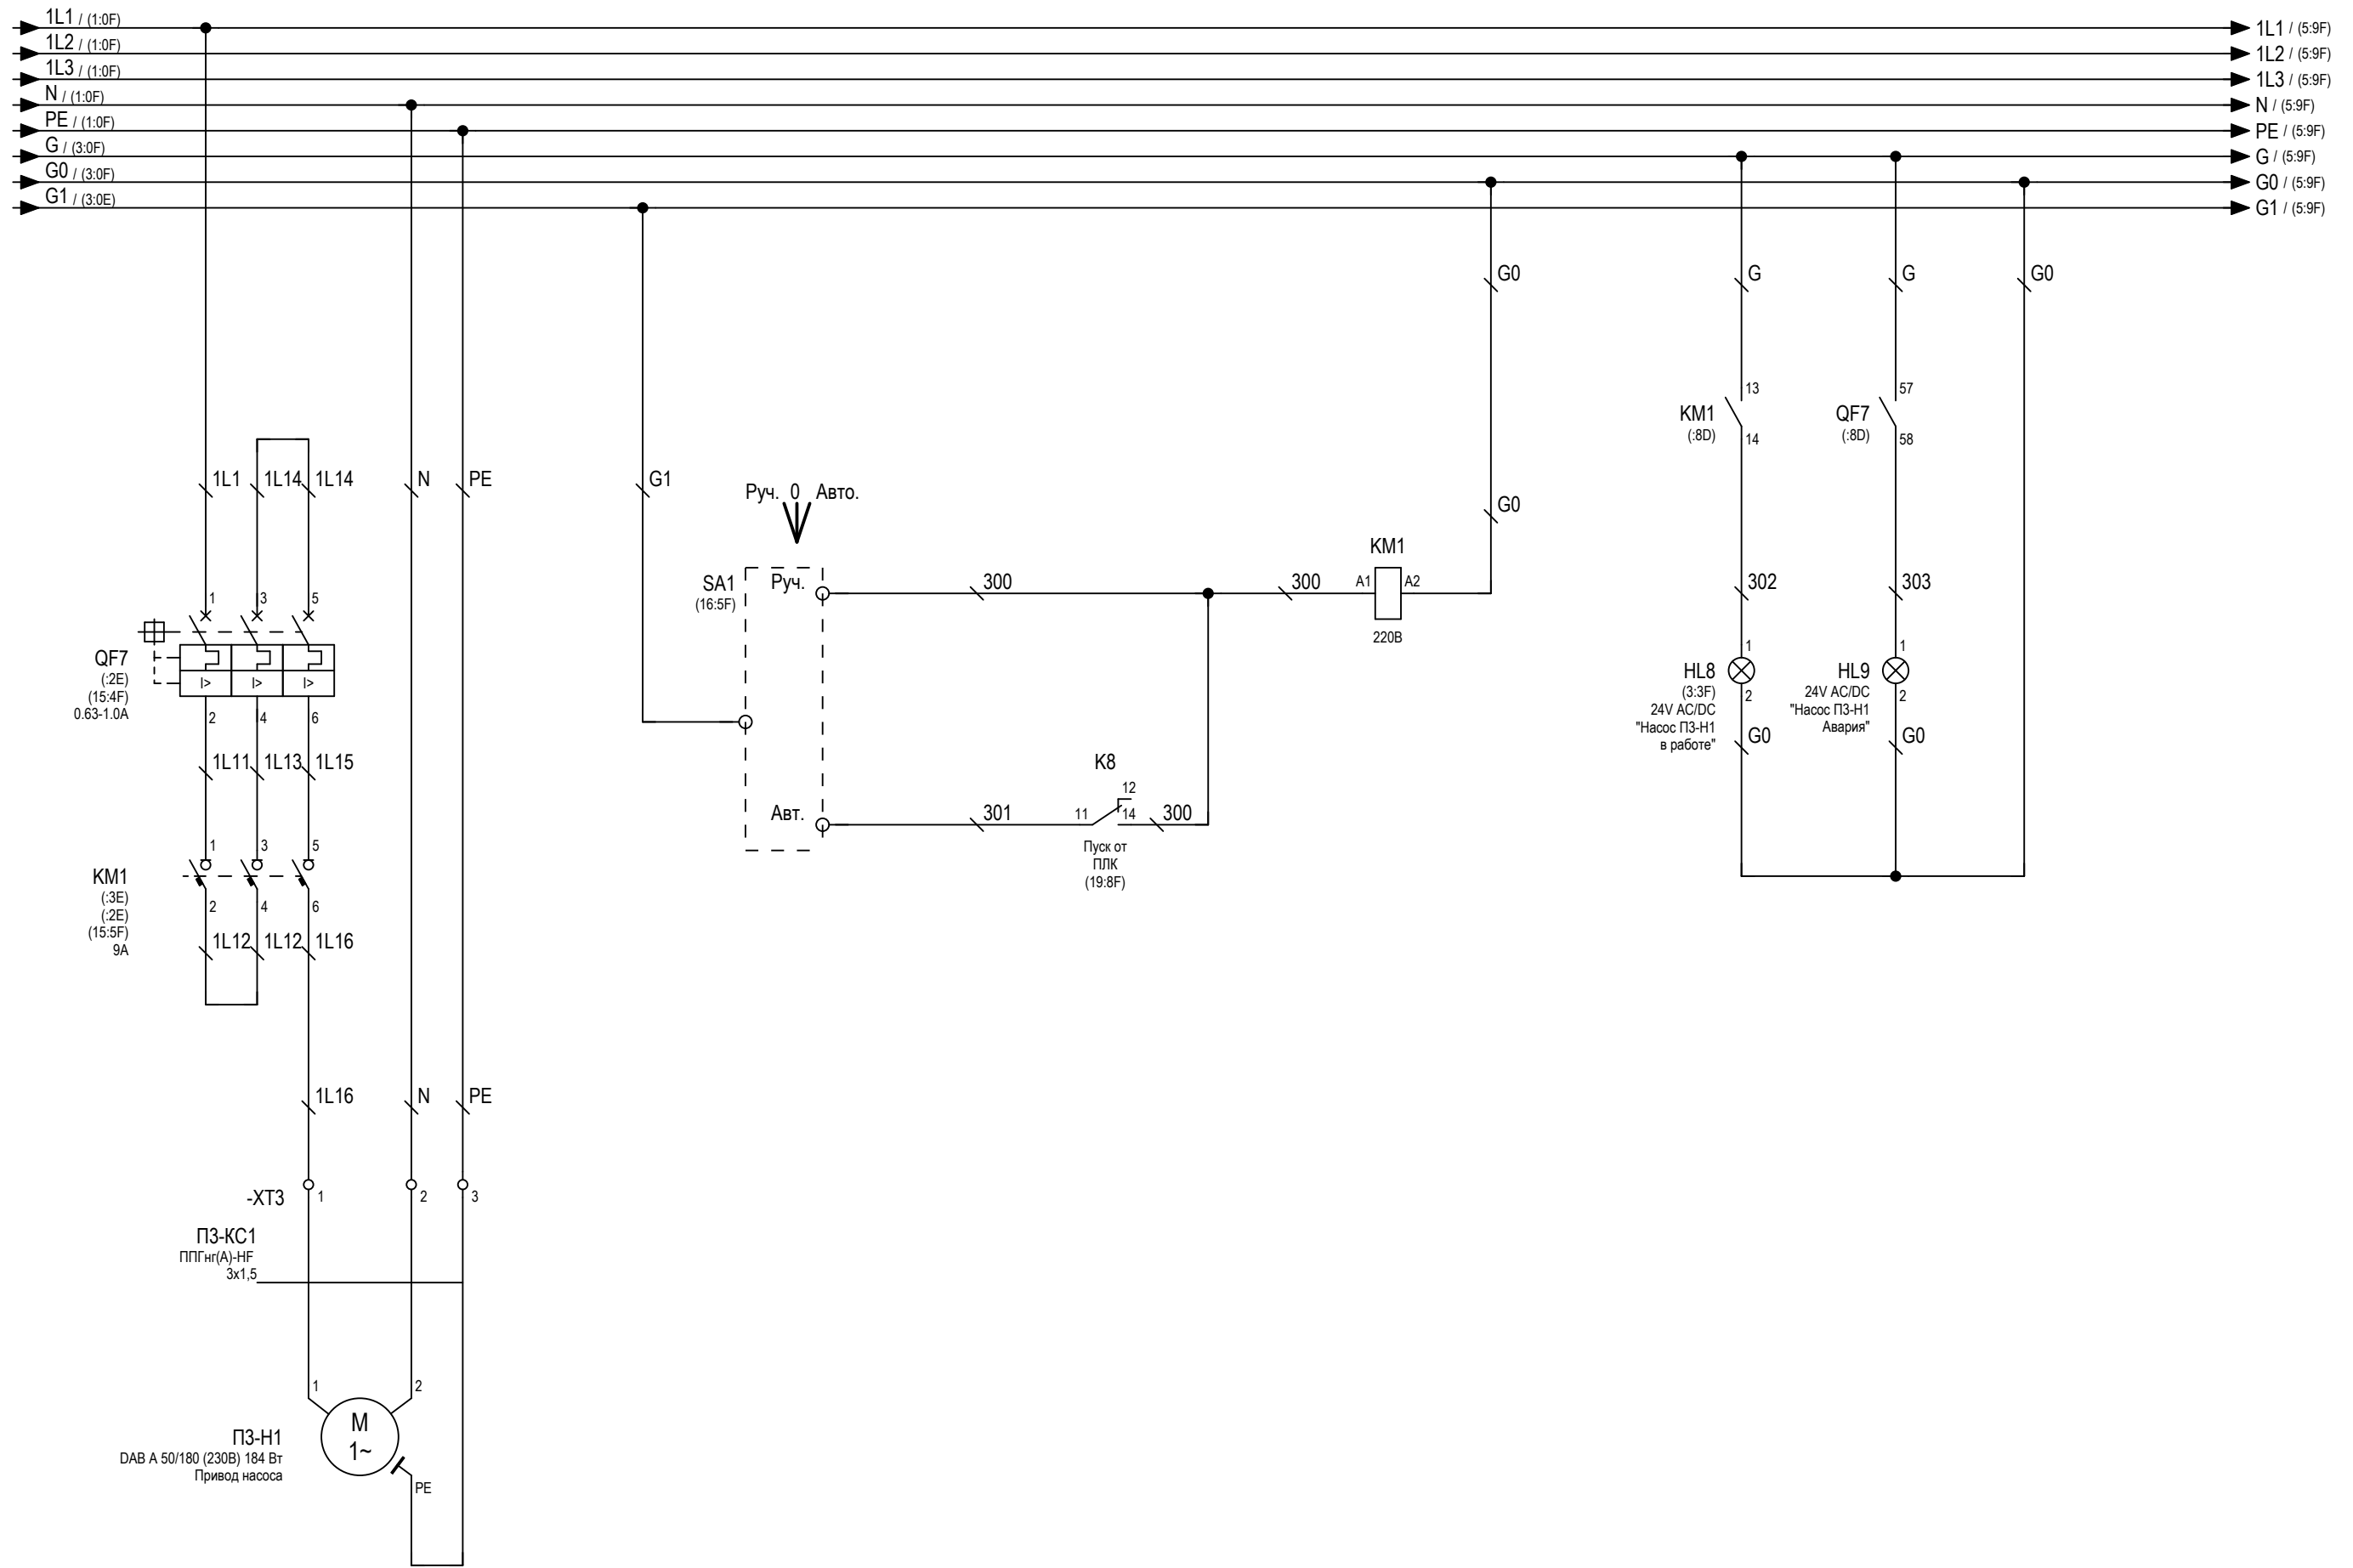 1L1 / (1:0F)
1L2 / (1:0F)
1L3 / (1:0F)
N / (1:0F)
PE / (1:0F)
G / (3:0F)
G0 / (3:0F)
G1 / (3:0E)
1L1 / (5:9F)
1L2 / (5:9F)
1L3 / (5:9F)
N / (5:9F)
PE / (5:9F)
G / (5:9F)
G0 / (5:9F)
G1 / (5:9F)
1L1
1L14
1L14
N
PE
1
3
5
QF7
(:2E)
(15:4F)
0.63-1.0A
I>
I>
I>
2
4
6
1L11
1L13
1L15
1
3
5
KM1
(:3E)
(:2E)
(15:5F)
9A
2
4
6
1L12
1L12
1L16
1L16
N
PE
-XT3
1
2
3
П3-КС1
ППГнг(А)-HF
3x1,5
1
2
M
1~
П3-Н1
DAB A 50/180 (230В) 184 Вт
Привод насоса
PE
G1
Руч. 0 Авто.
SA1
(16:5F)
Руч.
Авт.
300
300
KM1
A1
A2
220В
G0
G0
301
K8
11
12
14
Пуск от
ПЛК
(19:8F)
300
G
G
G0
KM1
(:8D)
13
14
QF7
(:8D)
57
58
302
303
HL8
(3:3F)
24V AC/DC
"Насос П3-Н1
в работе"
1
2
HL9
24V AC/DC
"Насос П3-Н1
Авария"
1
2
G0
G0